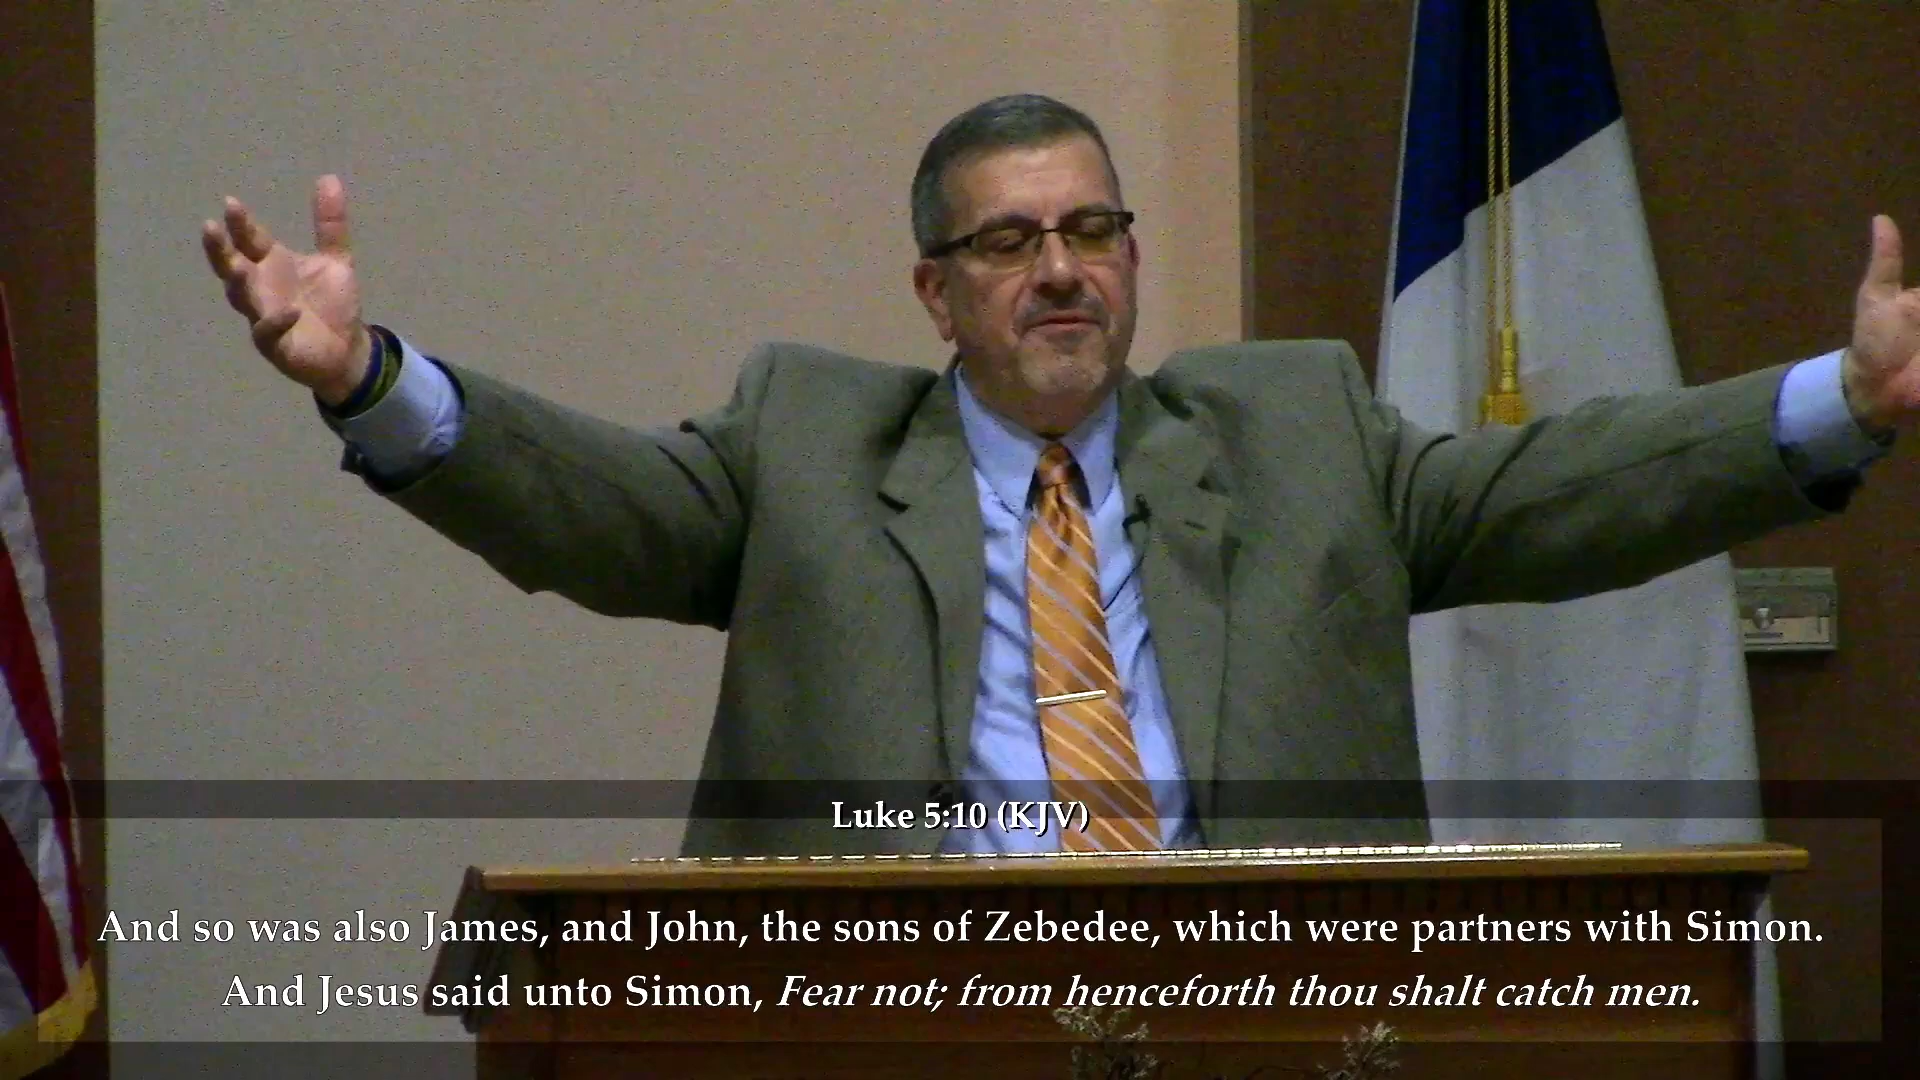 Luke 5:10 (KJV)
And so was also James, and John, the sons of Zebedee, which were partners with Simon.
And Jesus said unto Simon, Fear not; from henceforth thou shalt catch men.